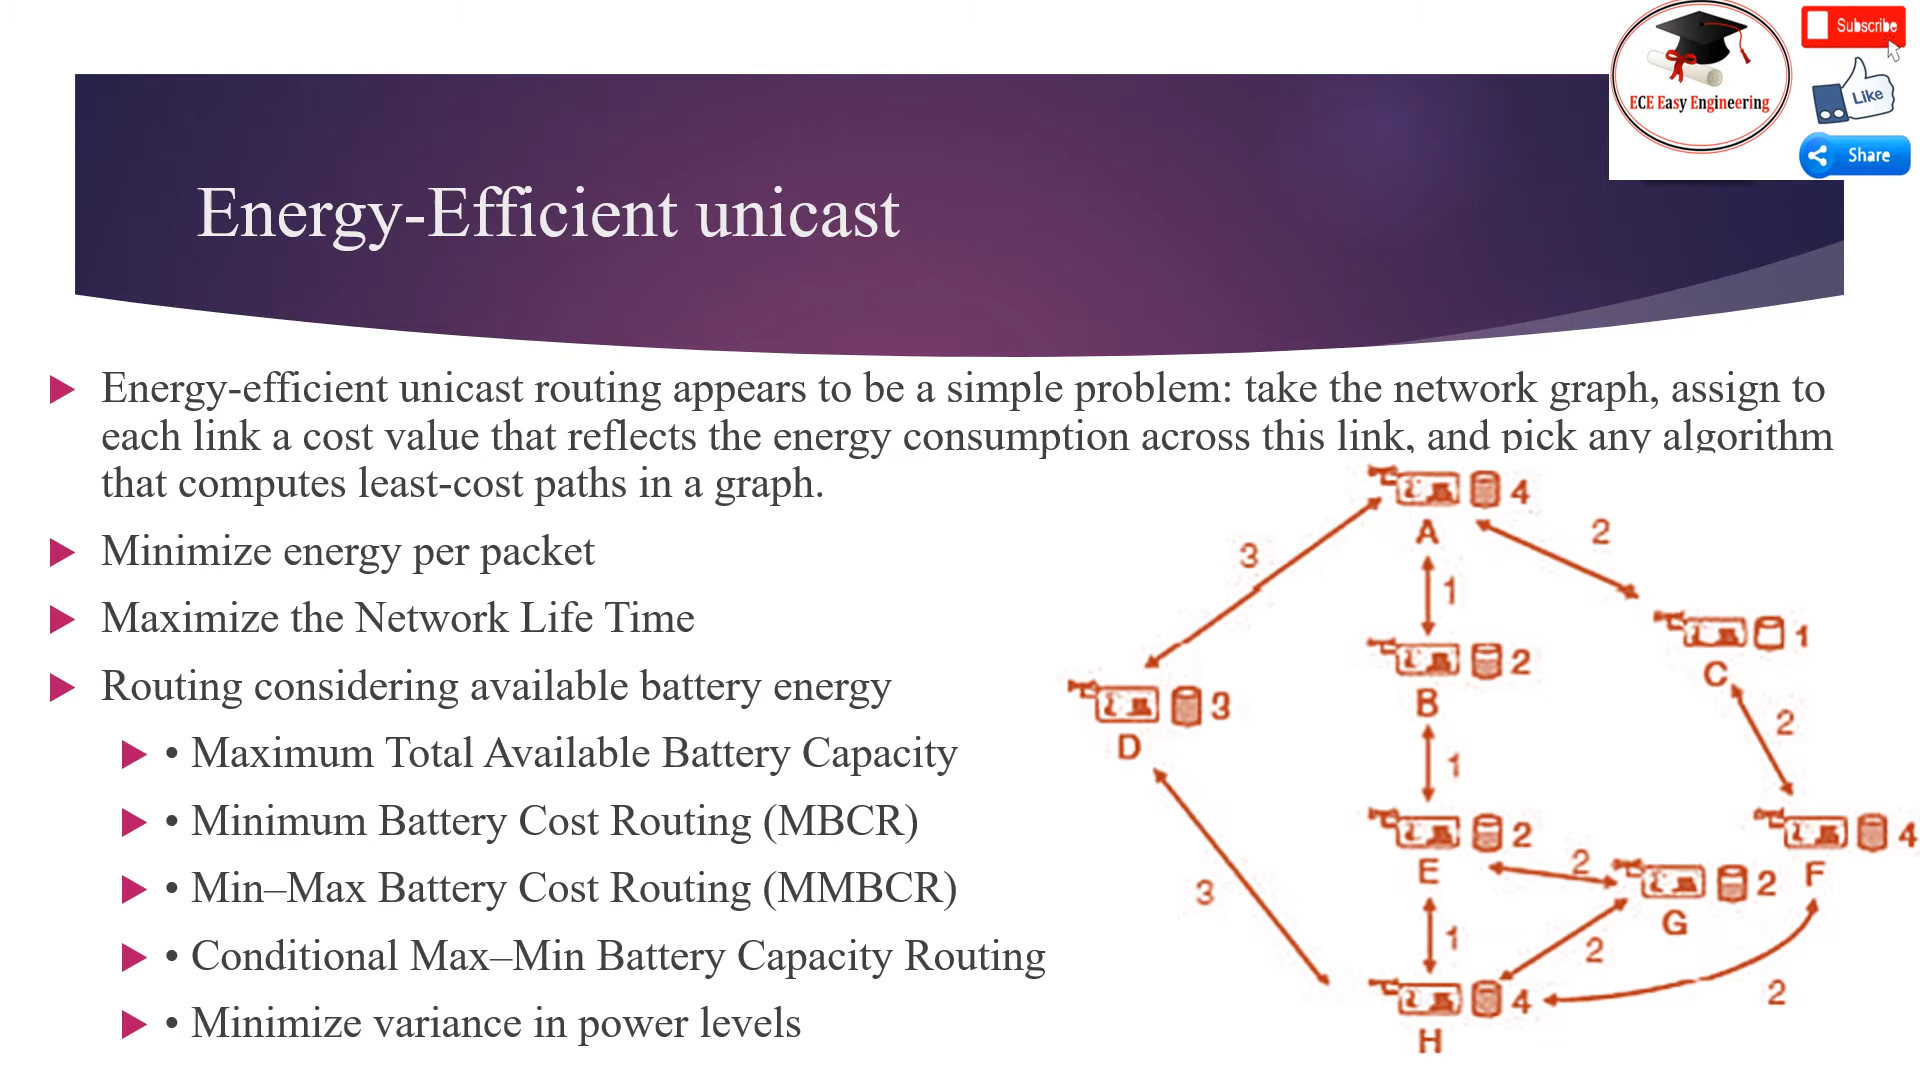 ECE Easy Engineering
Subscribe
Like
Share
Energy-Efficient unicast
Energy-efficient unicast routing appears to be a simple problem: take the network graph, assign to
each link a cost value that reflects the energy consumption across this link, and pick any algorithm
that computes least-cost paths in a graph.
Minimize energy per packet
Maximize the Network Life Time
Routing considering available battery energy
• Maximum Total Available Battery Capacity
• Minimum Battery Cost Routing (MBCR)
• Min–Max Battery Cost Routing (MMBCR)
• Conditional Max–Min Battery Capacity Routing
• Minimize variance in power levels
4
A
3
2
1
1
C
2
B
3
D
2
1
2
E
2
4
F
2
G
3
1
2
4
H
2